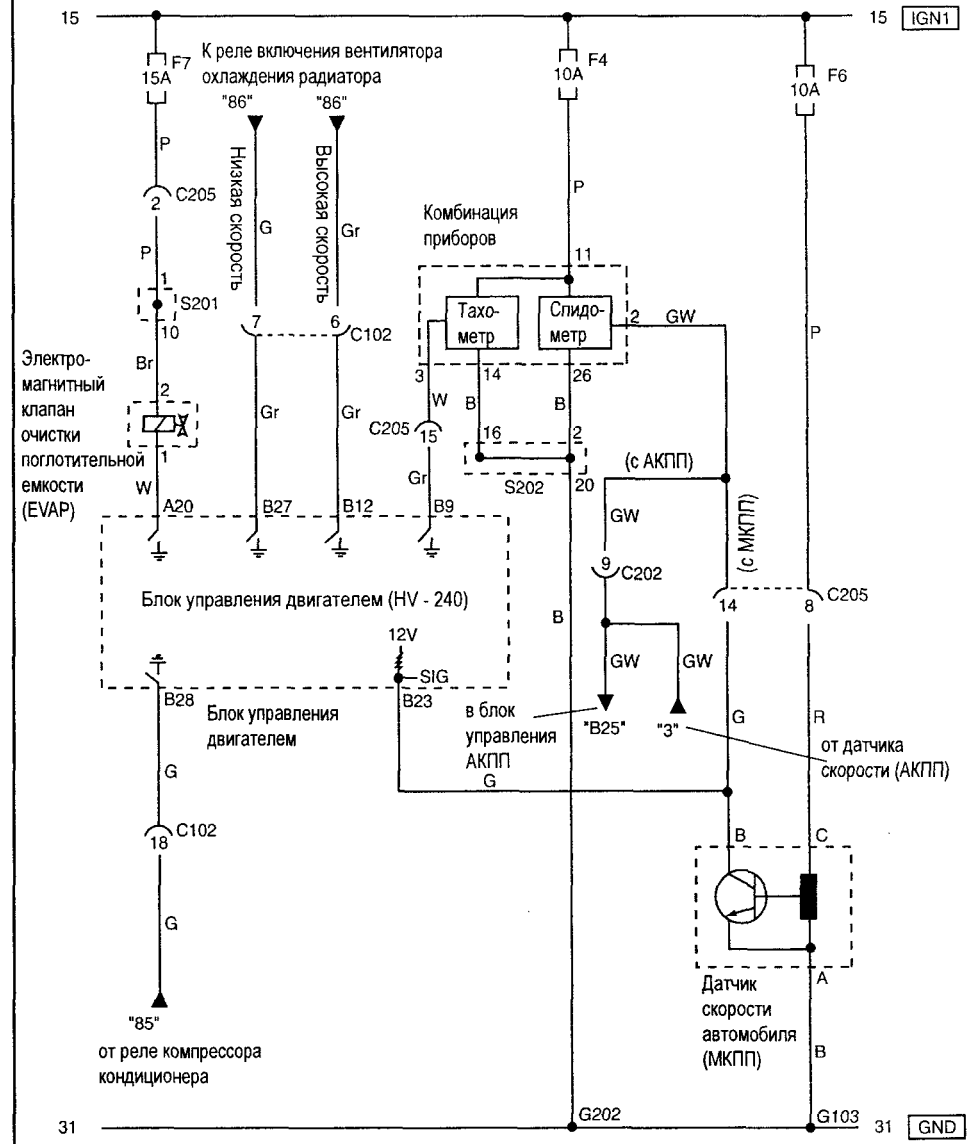 15
15 IGN1
F7
15A
К реле включения вентилятора
охлаждения радиатора
"86"
"86"
F4
10A
F6
10A
P
C205
2
Низкая скорость
G
Высокая скорость
Gr
P
P
1
S201
10
7
6
C102
Комбинация
приборов
11
Тахо-
метр
Спидо-
метр
2
GW
P
3
14
26
Br
2
Электро-
магнитный
клапан
очистки
поглотительной
емкости
(EVAP)
1
W
Gr
Gr
W
C205
15
Gr
B
B
16
2
S202
20
(с АКПП)
GW
(с МКПП)
9
C202
A20
B27
B12
B9
Блок управления двигателем (HV - 240)
12V
SIG
B28
B23
Блок управления
двигателем
B
14
8
C205
GW
GW
"B25"
"3"
в блок
управления
АКПП
от датчика
скорости (АКПП)
G
R
G
G
C102
18
G
B
C
A
Датчик
скорости
автомобиля
(МКПП)
B
"85"
от реле компрессора
кондиционера
31
G202
G103
31 GND